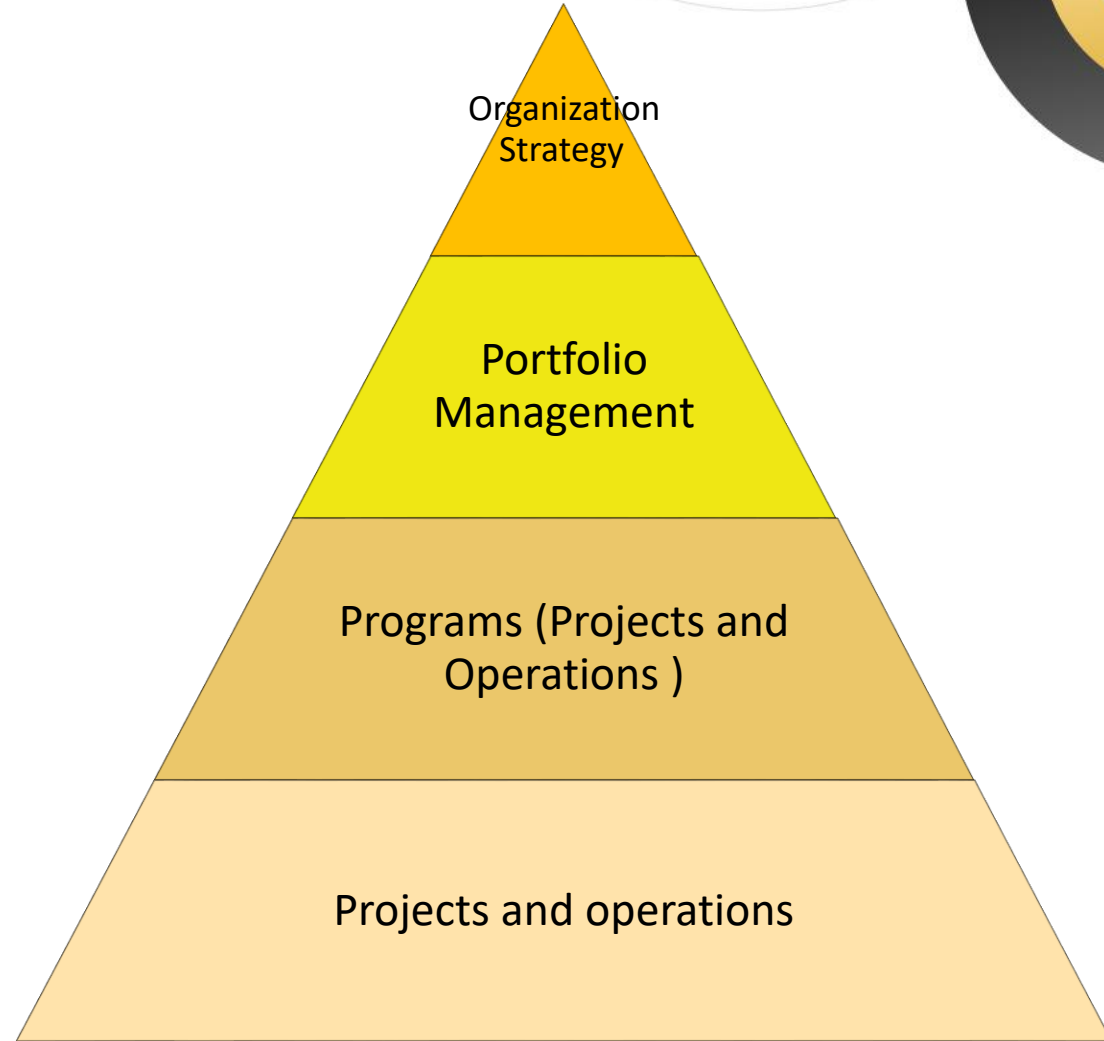 Organization
Strategy
Portfolio
Management
Programs (Projects and
Operations )
Projects and operations